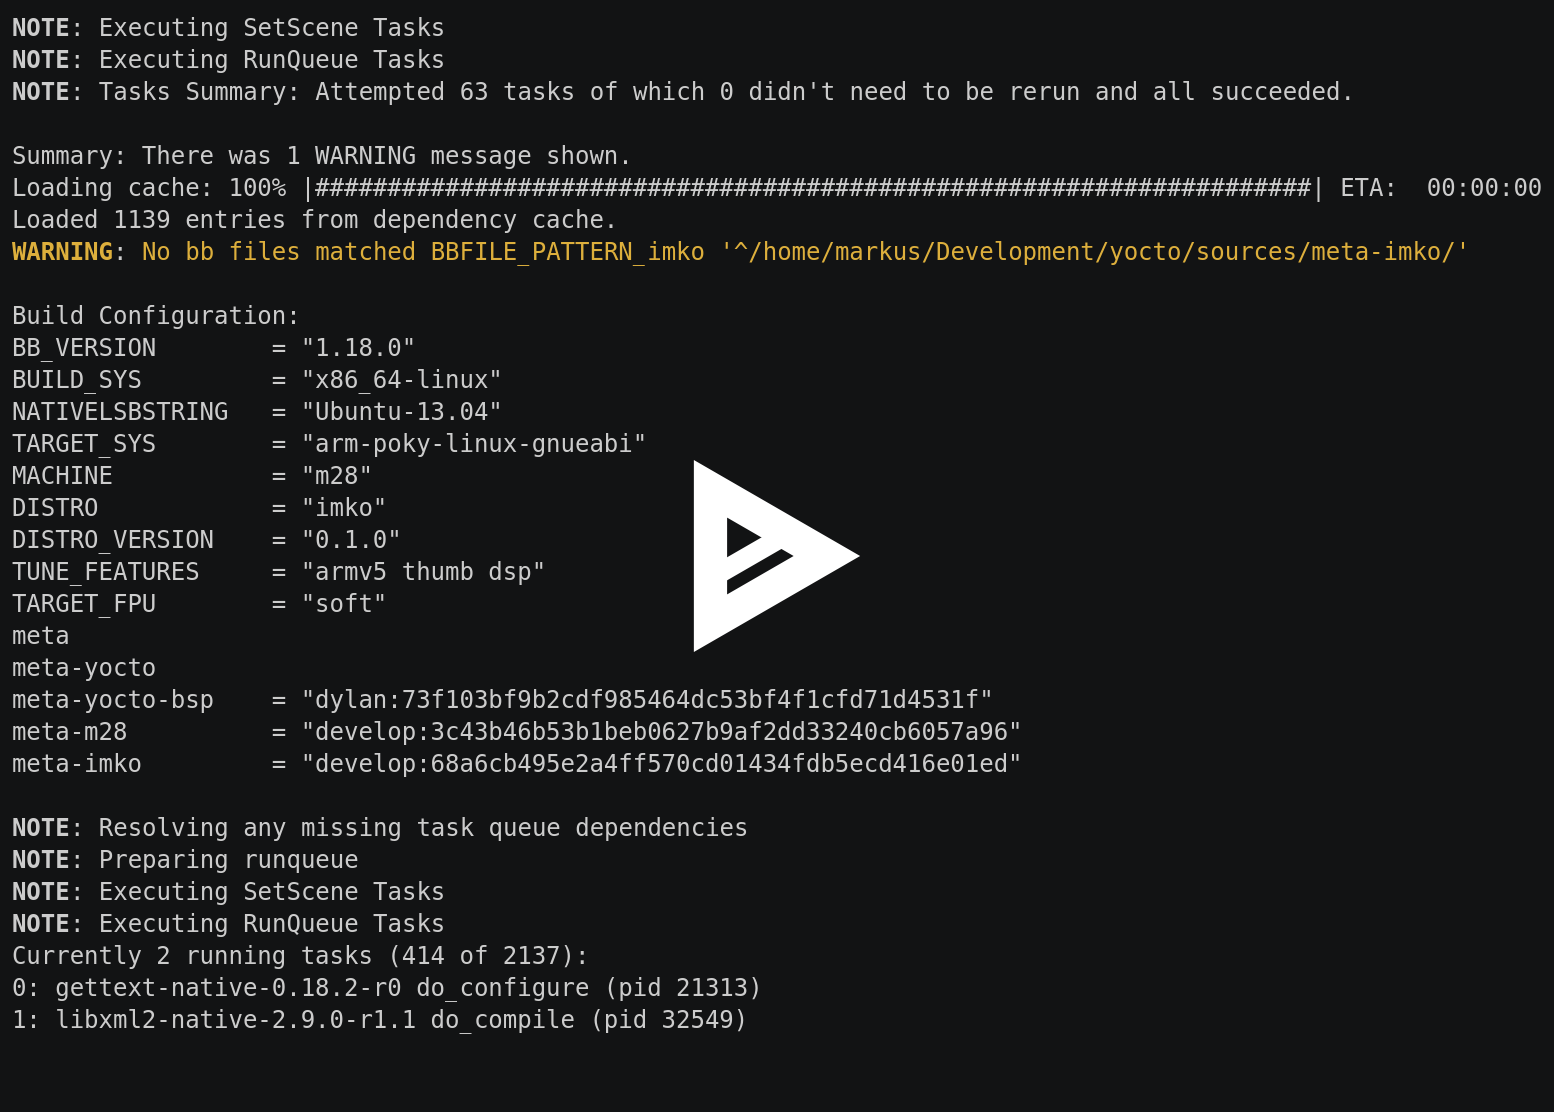 NOTE: Executing SetScene Tasks
NOTE: Executing RunQueue Tasks
NOTE: Tasks Summary: Attempted 63 tasks of which 0 didn't need to be rerun and all succeeded.
Summary: There was 1 WARNING message shown.
Loading cache: 100% |#####################################################################| ETA:  00:00:00
Loaded 1139 entries from dependency cache.
WARNING: No bb files matched BBFILE_PATTERN_imko '^/home/markus/Development/yocto/sources/meta-imko/'
Build Configuration:
BB_VERSION        = "1.18.0"
BUILD_SYS         = "x86_64-linux"
NATIVELSBSTRING   = "Ubuntu-13.04"
TARGET_SYS        = "arm-poky-linux-gnueabi"
MACHINE           = "m28"
DISTRO            = "imko"
DISTRO_VERSION    = "0.1.0"
TUNE_FEATURES     = "armv5 thumb dsp"
TARGET_FPU        = "soft"
meta
meta-yocto
meta-yocto-bsp    = "dylan:73f103bf9b2cdf985464dc53bf4f1cfd71d4531f"
meta-m28          = "develop:3c43b46b53b1beb0627b9af2dd33240cb6057a96"
meta-imko         = "develop:68a6cb495e2a4ff570cd01434fdb5ecd416e01ed"
NOTE: Resolving any missing task queue dependencies
NOTE: Preparing runqueue
NOTE: Executing SetScene Tasks
NOTE: Executing RunQueue Tasks
Currently 2 running tasks (414 of 2137):
0: gettext-native-0.18.2-r0 do_configure (pid 21313)
1: libxml2-native-2.9.0-r1.1 do_compile (pid 32549)